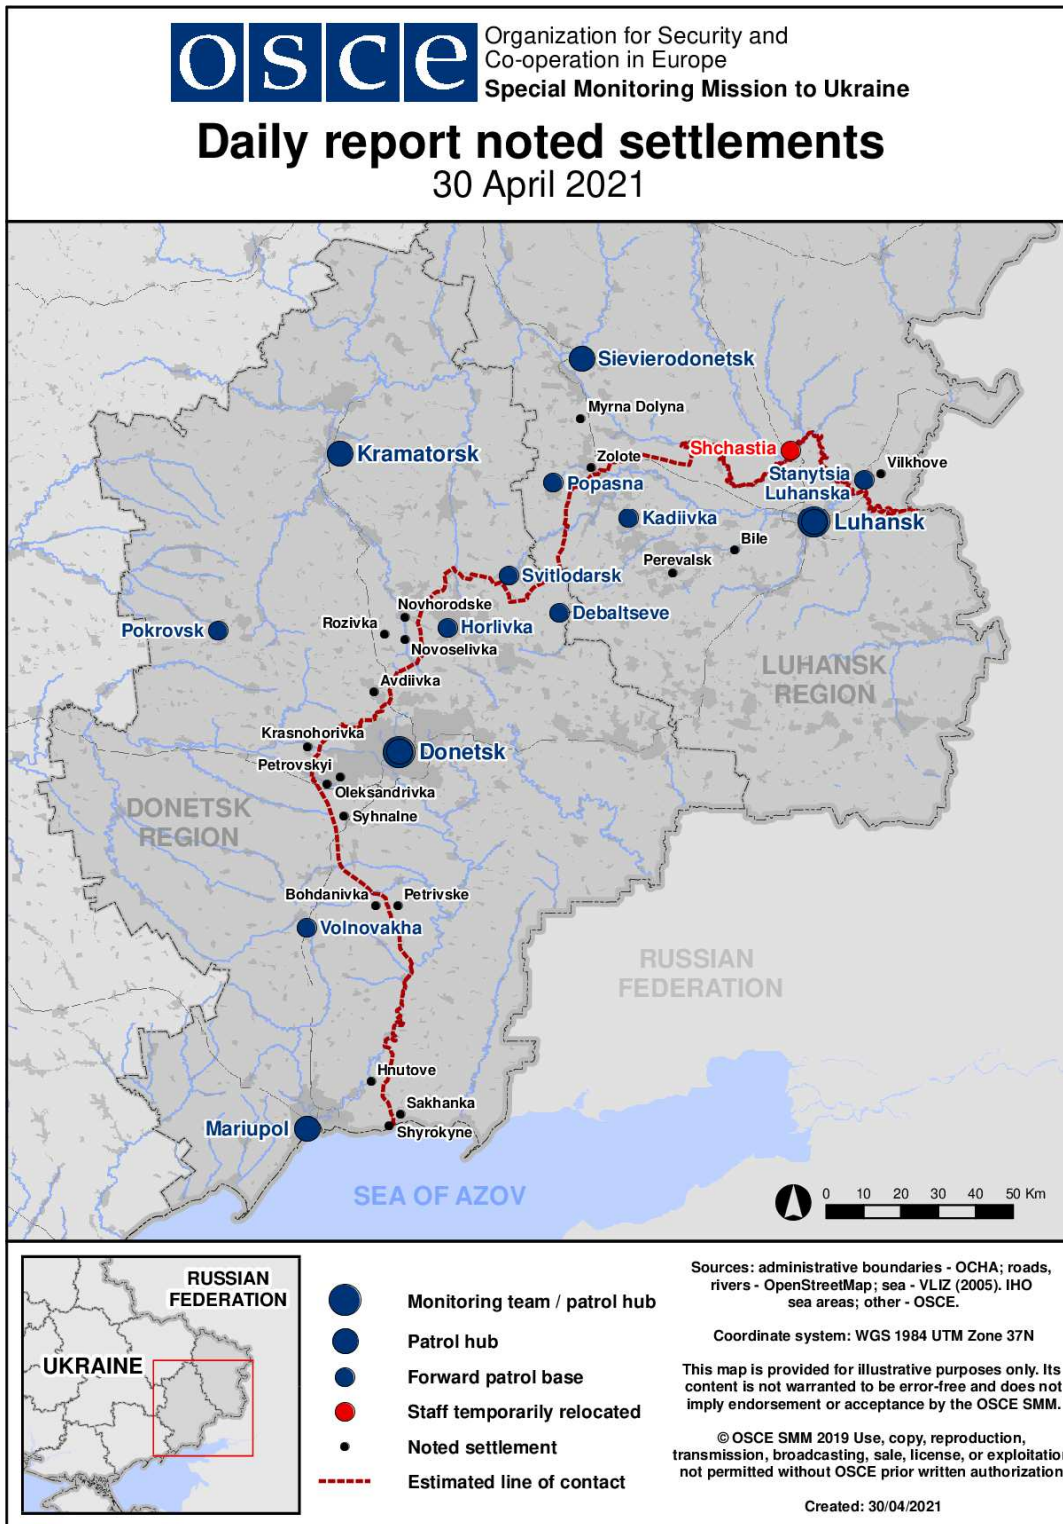 osce
Organization for Security and
Co-operation in Europe
Special Monitoring Mission to Ukraine
Daily report noted settlements
30 April 2021
Sievierodonetsk
Myrna Dolyna
Shchastia
Kramatorsk
Zolote
Vilkhove
Stanytsia
Luhanska
Popasna
Kadiivka
Luhansk
Bile
Perevalsk
Svitlodarsk
Novhorodske
Debaltseve
Rozivka
Horlivka
Pokrovsk
Novoselivka
LUHANSK
REGION
Avdiivka
Krasnohorivka
Donetsk
Petrovskyi
Oleksandrivka
DONETSK
REGION
Syhnalne
Bohdanivka
Petrivske
Volnovakha
RUSSIAN
FEDERATION
Hnutove
Sakhanka
Mariupol
Shyrokyne
SEA OF AZOV
0 10 20 30 40 50 Km
RUSSIAN
FEDERATION
UKRAINE
Monitoring team / patrol hub
Patrol hub
Forward patrol base
Staff temporarily relocated
Noted settlement
Estimated line of contact
Sources: administrative boundaries - OCHA; roads,
rivers - OpenStreetMap; sea - VLIZ (2005). IHO
sea areas; other - OSCE.
Coordinate system: WGS 1984 UTM Zone 37N
This map is provided for illustrative purposes only. Its
content is not warranted to be error-free and does not
imply endorsement or acceptance by the OSCE SMM.
© OSCE SMM 2019 Use, copy, reproduction,
transmission, broadcasting, sale, license, or exploitation
not permitted without OSCE prior written authorization
Created: 30/04/2021